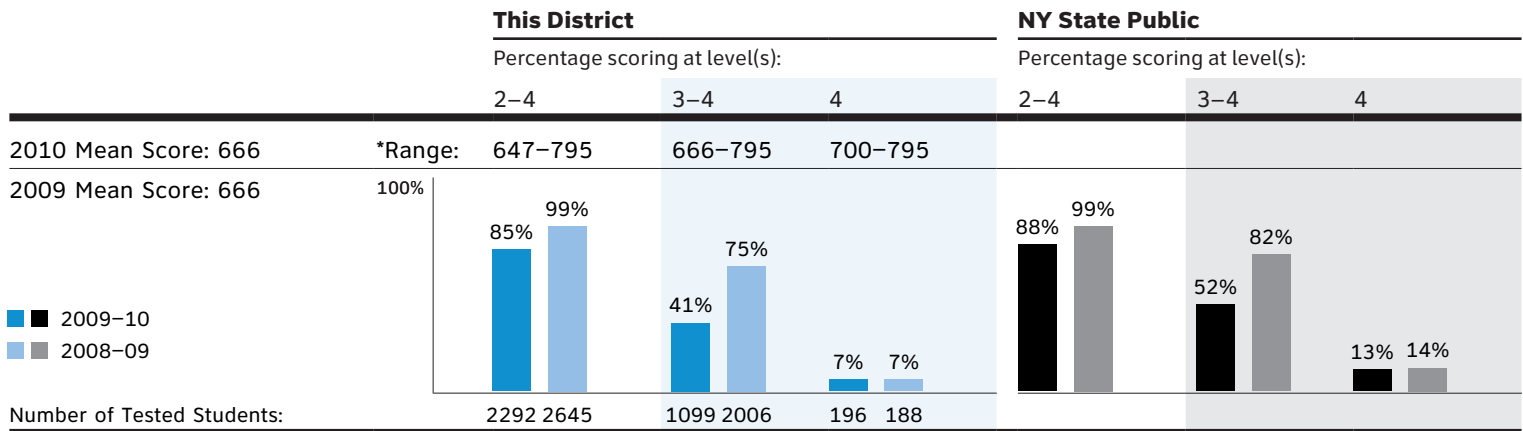 This District NY State Public
Percentage scoring at level(s): Percentage scoring at level(s):
2–4 3–4 4 2–4 3–4 4
2010 Mean Score: 666 *Range: 647–795 666–795 700–795
2009 Mean Score: 666 100%
85% 99% 41% 75% 7% 7% 88% 99% 52% 82% 13% 14%
2009–10
2008–09
Number of Tested Students: 2292 2645 1099 2006 196 188